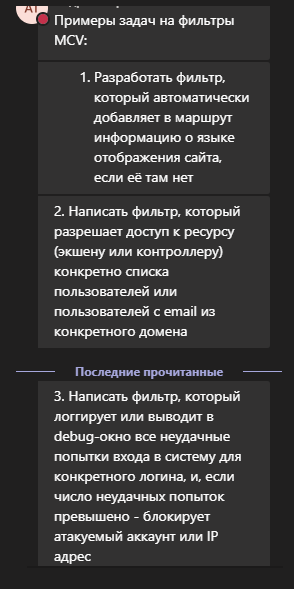 АТ
Примеры задач на фильтры
MCV:
1. Разработать фильтр,
который автоматически
добавляет в маршрут
информацию о языке
отображения сайта,
если её там нет
2. Написать фильтр, который
разрешает доступ к ресурсу
(экшену или контроллеру)
конкретно списка
пользователей или
пользователей с email из
конкретного домена
Последние прочитанные
3. Написать фильтр, который
логгирует или выводит в
debug-окно все неудачные
попытки входа в систему для
конкретного логина, и, если
число неудачных попыток
превышено - блокирует
атакуемый аккаунт или IP
адрес